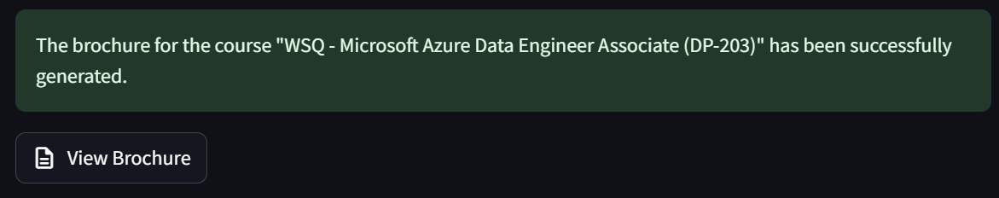 The brochure for the course "WSQ - Microsoft Azure Data Engineer Associate (DP-203)" has been successfully
generated.
View Brochure